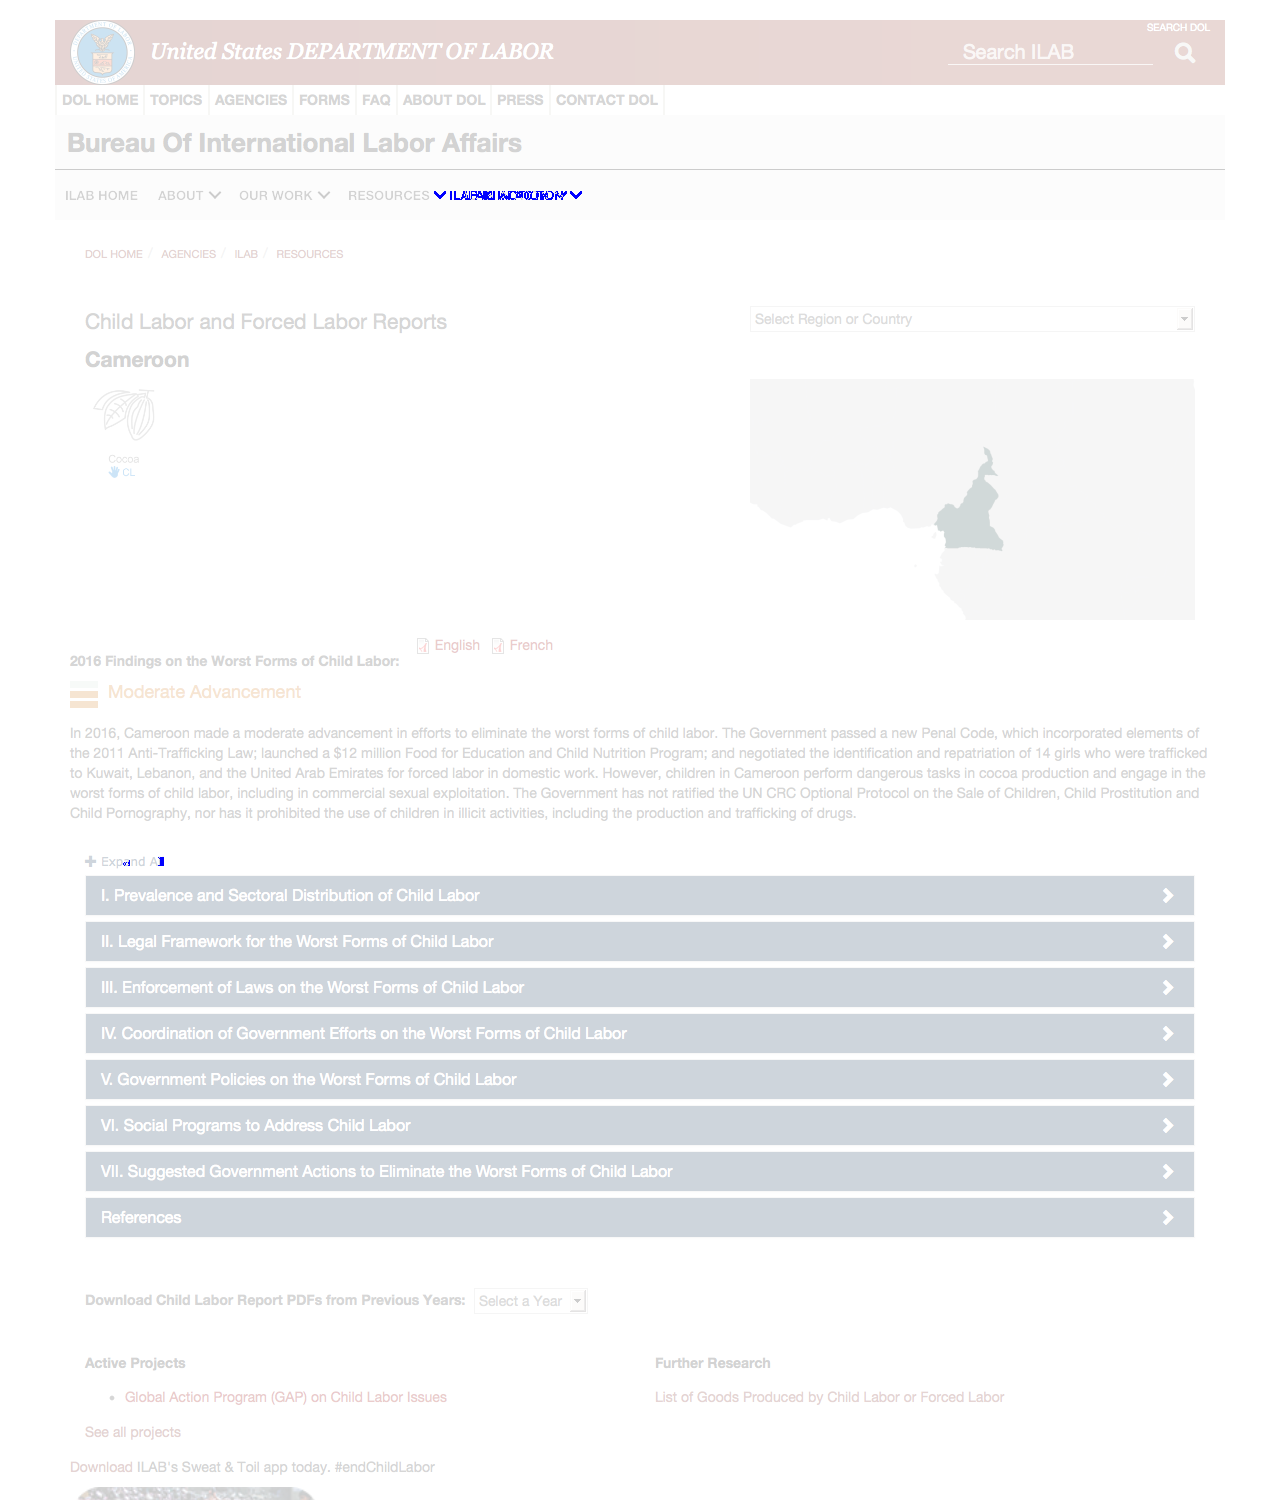 SEARCH DOL
United States DEPARTMENT OF LABOR
Search ILAB
DOL HOME TOPICS AGENCIES FORMS FAQ ABOUT DOL PRESS CONTACT DOL
Bureau Of International Labor Affairs
ILAB HOME ABOUT OUR WORK RESOURCES
DOL HOME / AGENCIES / ILAB / RESOURCES
Child Labor and Forced Labor Reports
Select Region or Country
Cameroon
Cocoa
CL
English French
2016 Findings on the Worst Forms of Child Labor:
Moderate Advancement
In 2016, Cameroon made a moderate advancement in efforts to eliminate the worst forms of child labor. The Government passed a new Penal Code, which incorporated elements of
the 2011 Anti-Trafficking Law; launched a $12 million Food for Education and Child Nutrition Program; and negotiated the identification and repatriation of 14 girls who were trafficked
to Kuwait, Lebanon, and the United Arab Emirates for forced labor in domestic work. However, children in Cameroon perform dangerous tasks in cocoa production and engage in the
worst forms of child labor, including in commercial sexual exploitation. The Government has not ratified the UN CRC Optional Protocol on the Sale of Children, Child Prostitution and
Child Pornography, nor has it prohibited the use of children in illicit activities, including the production and trafficking of drugs.
Expand
I. Prevalence and Sectoral Distribution of Child Labor
II. Legal Framework for the Worst Forms of Child Labor
III. Enforcement of Laws on the Worst Forms of Child Labor
IV. Coordination of Government Efforts on the Worst Forms of Child Labor
V. Government Policies on the Worst Forms of Child Labor
VI. Social Programs to Address Child Labor
VII. Suggested Government Actions to Eliminate the Worst Forms of Child Labor
References
Download Child Labor Report PDFs from Previous Years: Select a Year
Active Projects
• Global Action Program (GAP) on Child Labor Issues
See all projects
Further Research
List of Goods Produced by Child Labor or Forced Labor
Download ILAB's Sweat & Toil app today. #endChildLabor